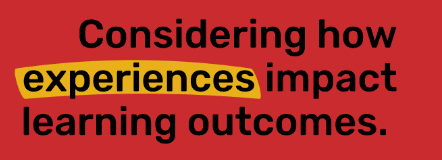 Considering how
experiences impact
learning outcomes.